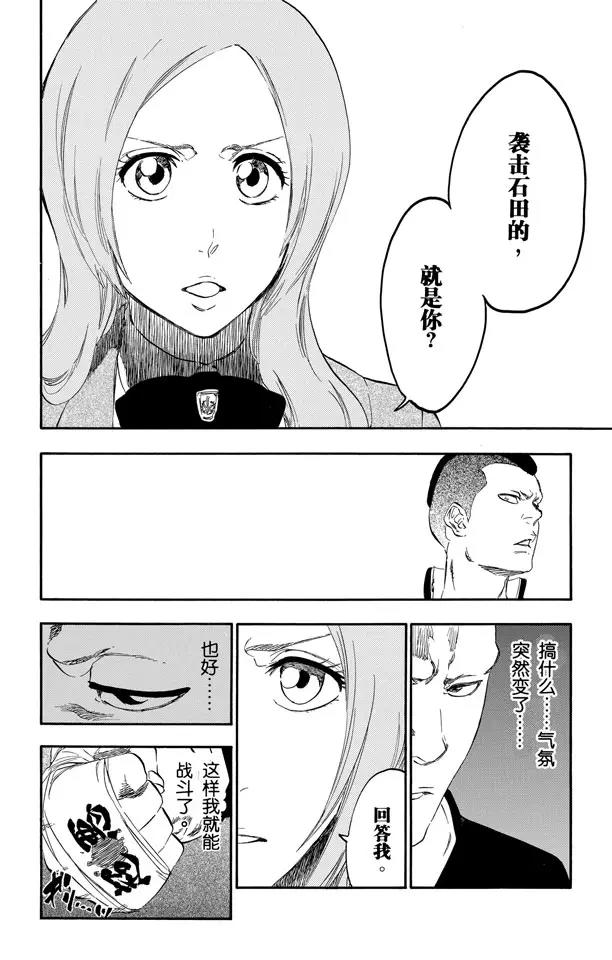 袭击石田的，
就是你？
搞什么……气氛
突然变了……
回答我。
也好……
这样我就能
战斗了。